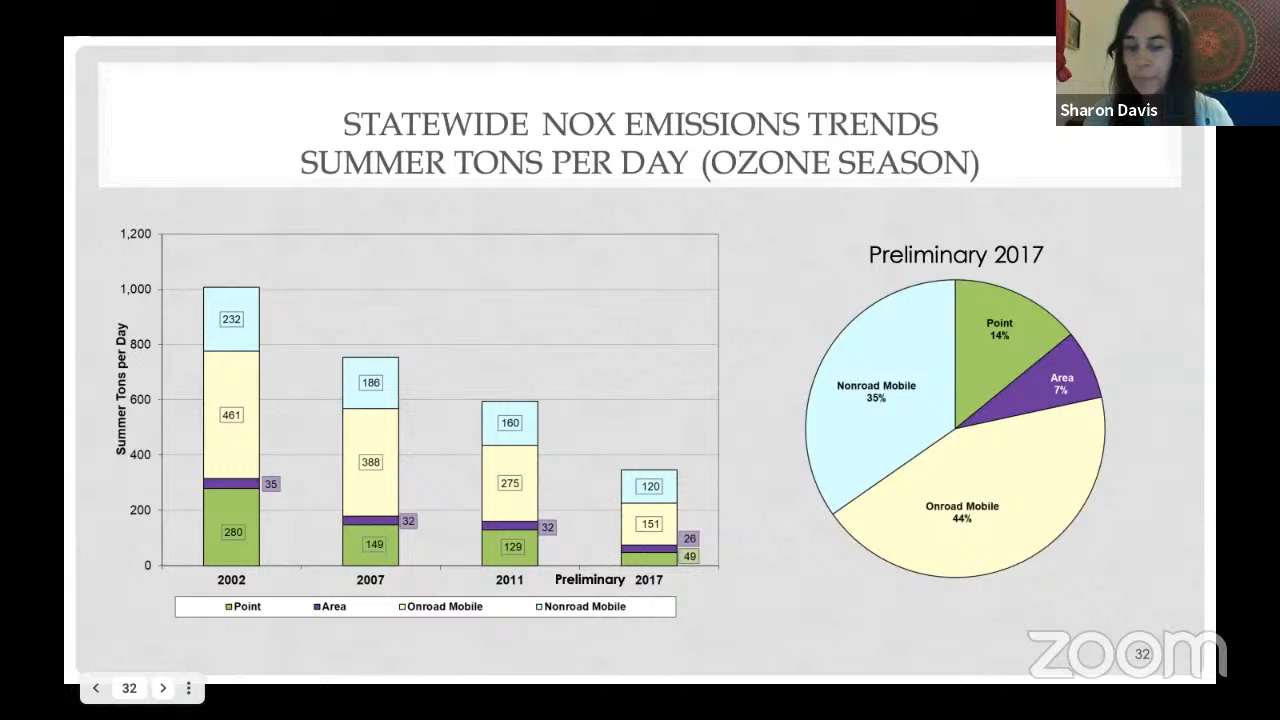 Sharon Davis
STATEWIDE NOX EMISSIONS TRENDS
SUMMER TONS PER DAY (OZONE SEASON)
1,200
1,000
800
600
400
200
0
Summer Tons per Day
232
461
35
280
186
388
32
149
160
275
32
129
120
151
26
49
2002
2007
2011
Preliminary 2017
Point
Area
Onroad Mobile
Nonroad Mobile
Preliminary 2017
Point
14%
Area
7%
Nonroad Mobile
35%
Onroad Mobile
44%
zoom
32
32